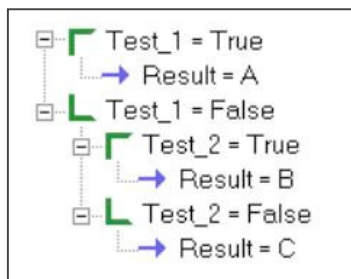 Test_1 = True
Result = A
Test_1 = False
Test_2 = True
Result = B
Test_2 = False
Result = C